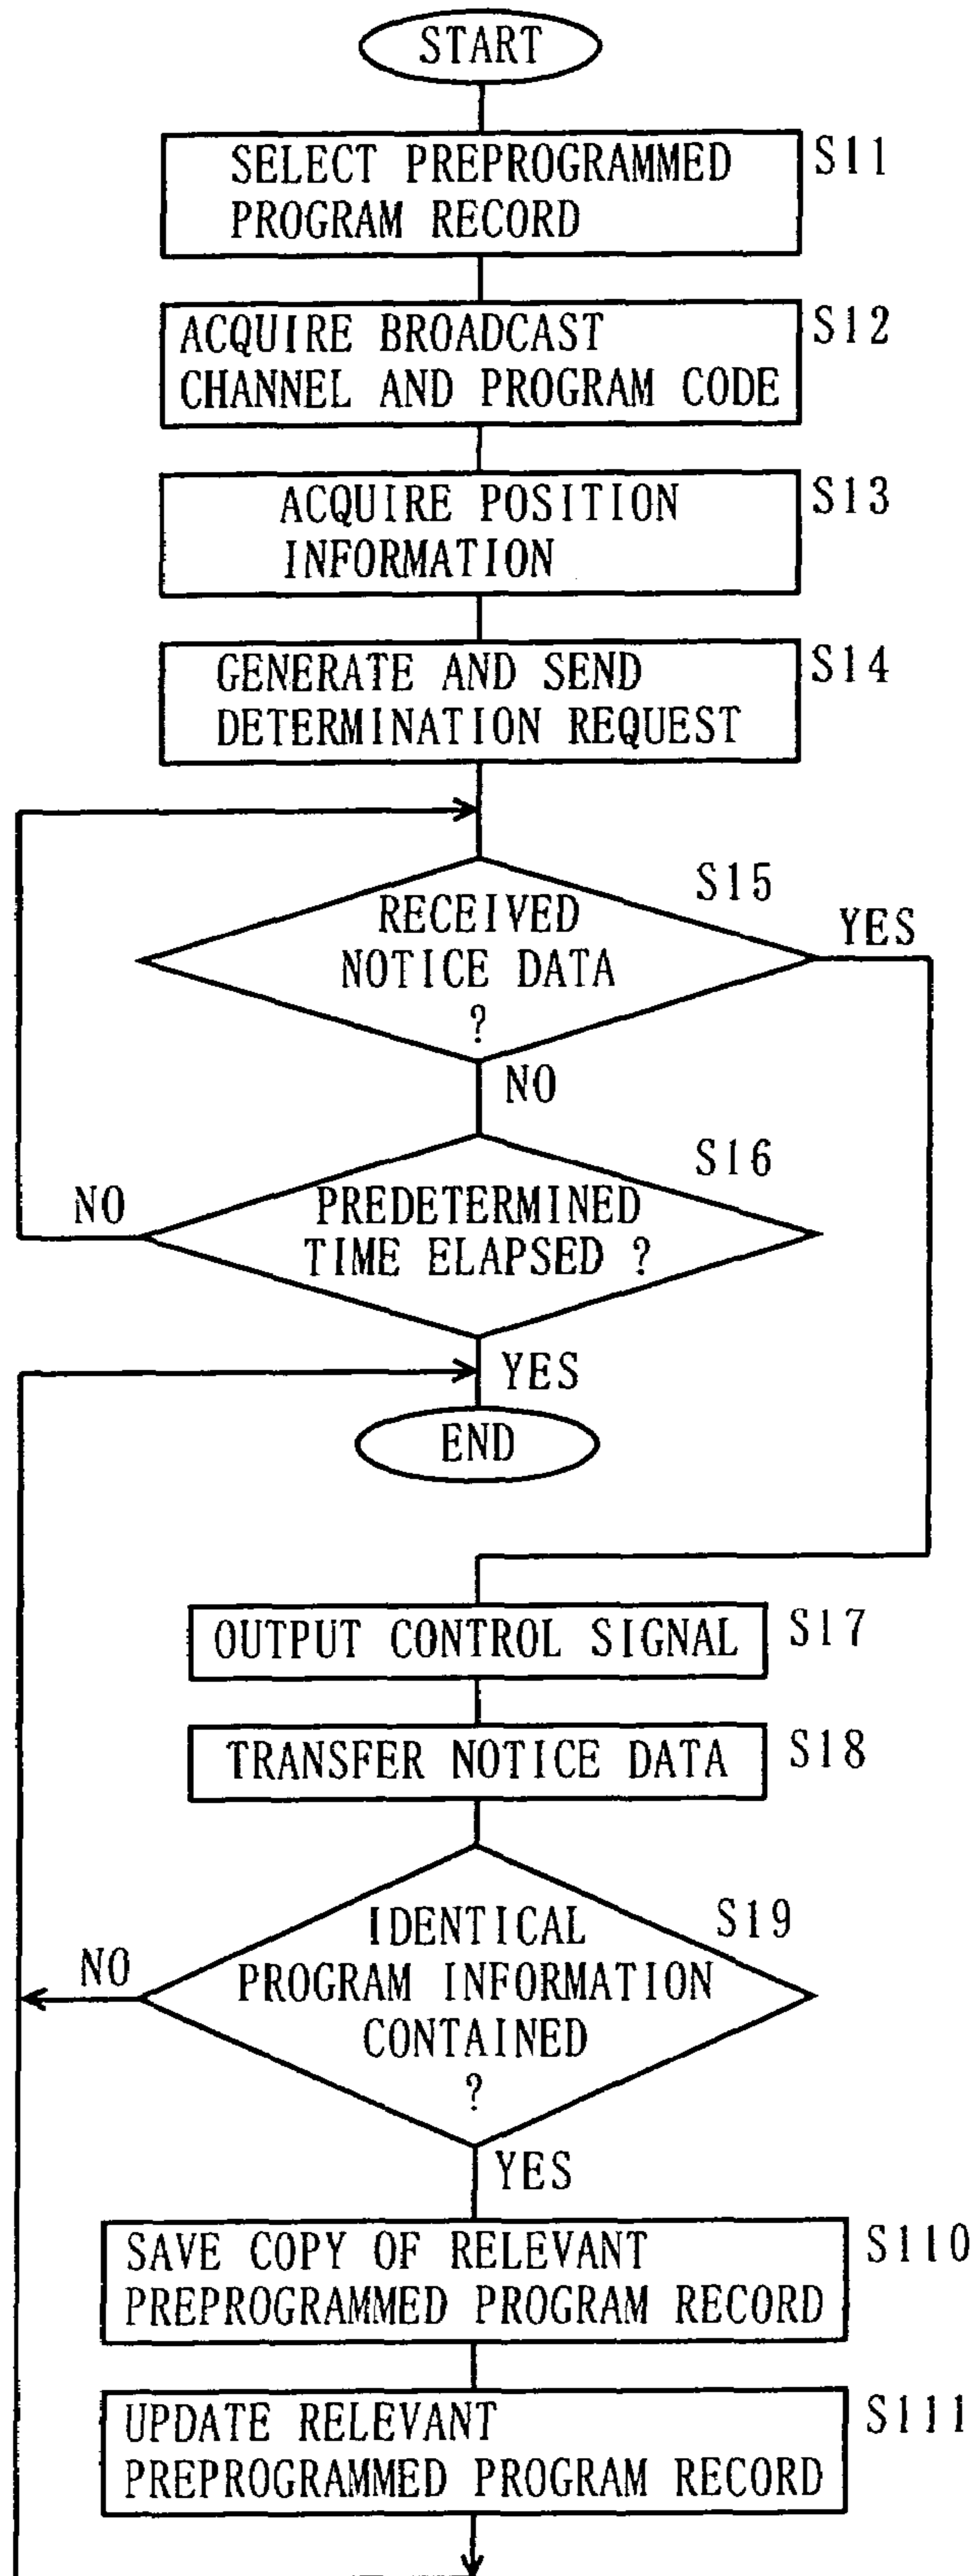 START
SELECT PREPROGRAMMED
PROGRAM RECORD
S11
ACQUIRE BROADCAST
CHANNEL AND PROGRAM CODE
S12
ACQUIRE POSITION
INFORMATION
S13
GENERATE AND SEND
DETERMINATION REQUEST
S14
RECEIVED
NOTICE DATA
?
S15
YES
NO
PREDETERMINED
TIME ELAPSED ?
S16
NO
YES
END
OUTPUT CONTROL SIGNAL
S17
TRANSFER NOTICE DATA
S18
IDENTICAL
PROGRAM INFORMATION
CONTAINED
?
S19
NO
YES
SAVE COPY OF RELEVANT
PREPROGRAMMED PROGRAM RECORD
S110
UPDATE RELEVANT
PREPROGRAMMED PROGRAM RECORD
S111